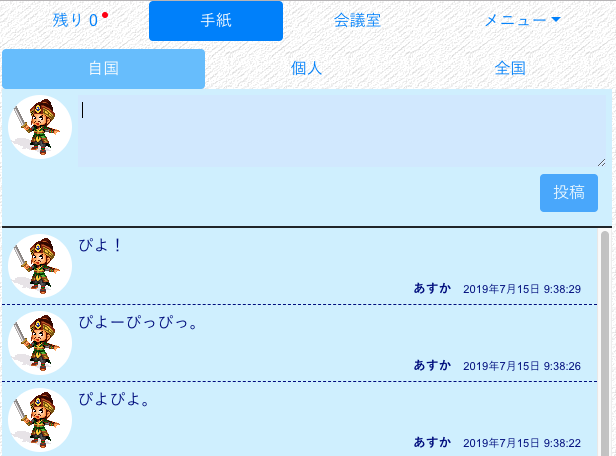 残り 0 手紙 会議室 メニュー
自国 個人 全国
投稿
ぴよ！
あすか 2019年7月15日 9:38:29
ぴよーぴっぴっ。
あすか 2019年7月15日 9:38:26
ぴよぴよ。
あすか 2019年7月15日 9:38:22